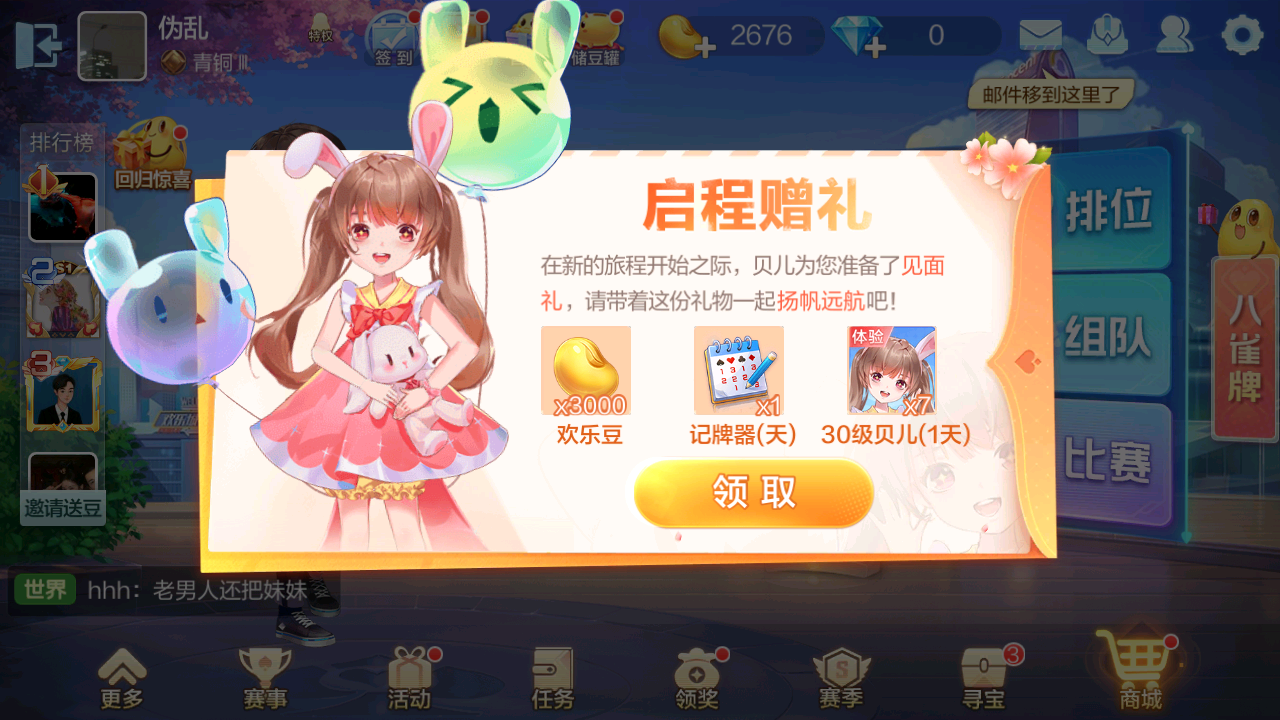 伪乱
青铜Ⅲ
特权
签到
储豆罐
2676
0
邮件移到这里了
排行榜
回归惊喜
1
2
S1
3
邀请送豆
启程赠礼
在新的旅程开始之际，贝儿为您准备了见面
礼，请带着这份礼物一起扬帆远航吧！
x3000
x1
体验
x7
欢乐豆
记牌器(天)
30级贝儿(1天)
领取
排位
组队
比赛
八雀牌
世界
hhh：老男人还把妹妹
更多
赛事
活动
任务
领奖
赛季
3
寻宝
商城